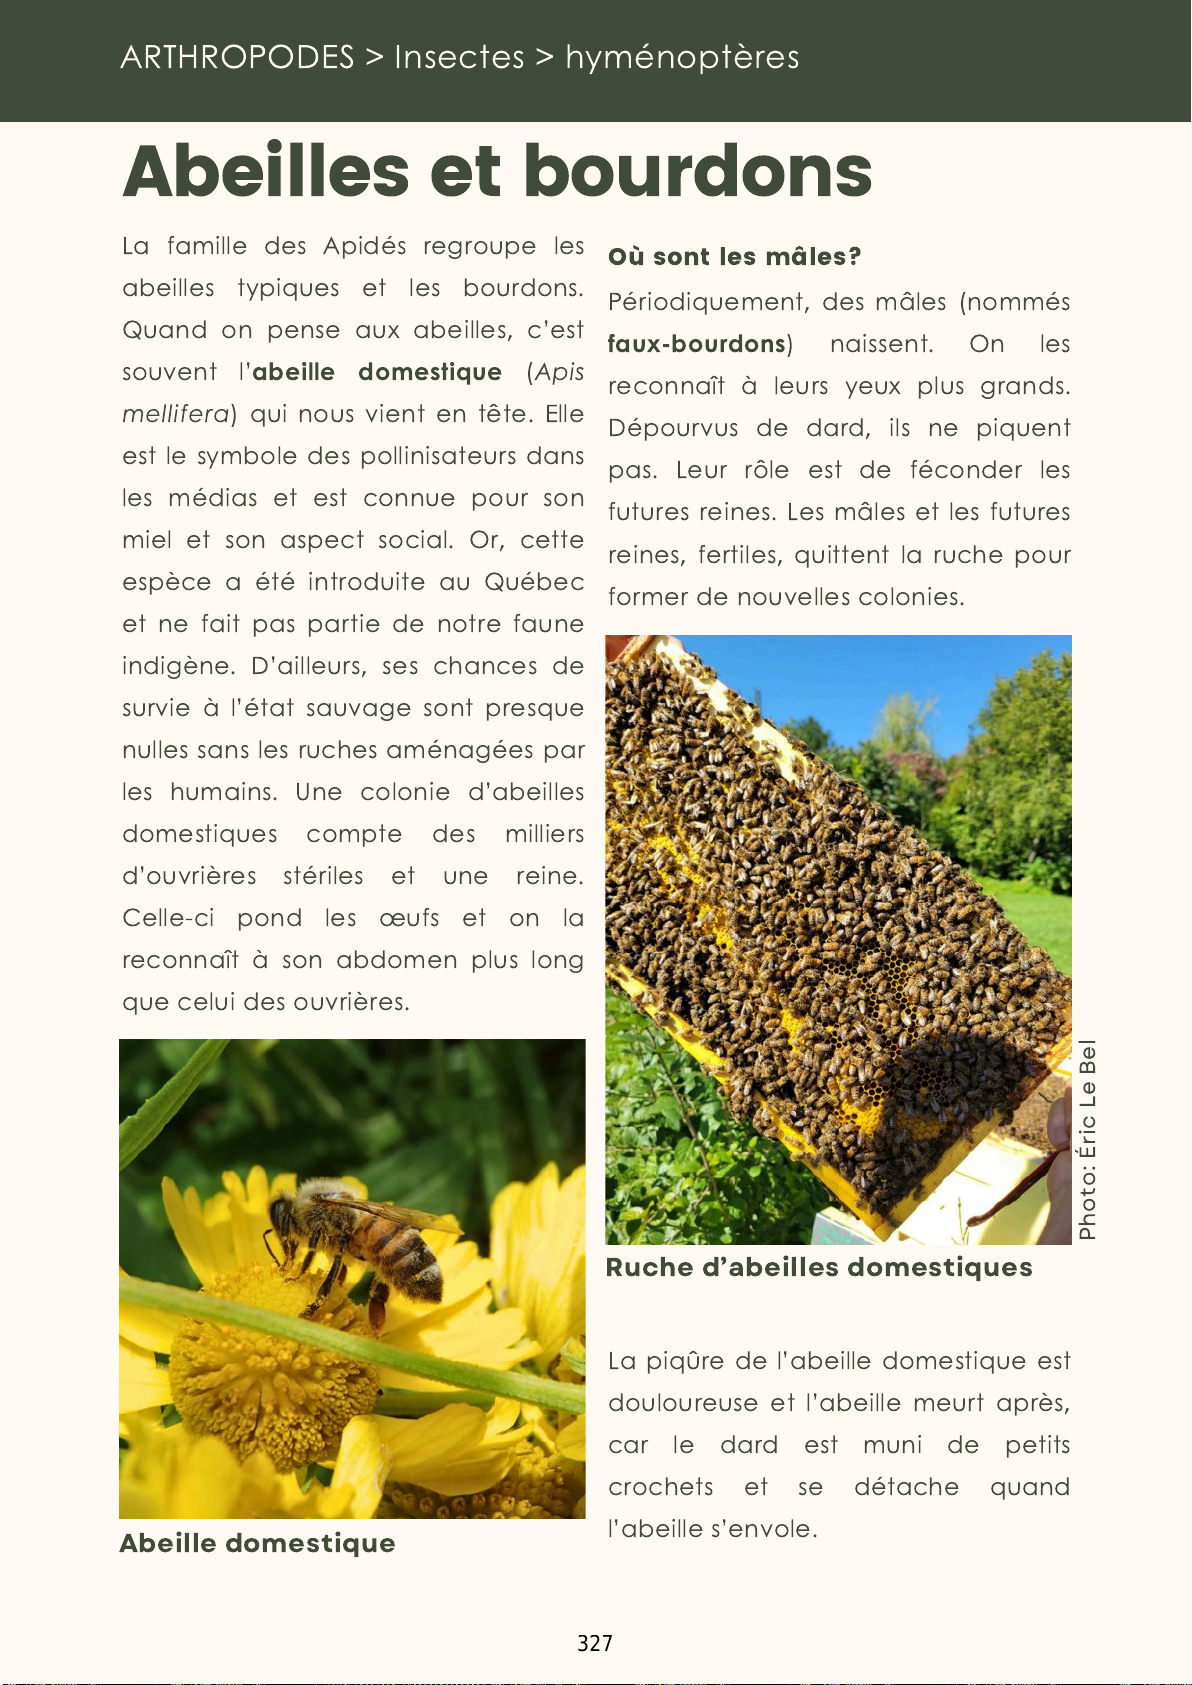 ARTHROPODES > Insectes > hyménoptères
Abeilles et bourdons
La famille des Apidés regroupe les
abeilles typiques et les bourdons.
Quand on pense aux abeilles, c'est
souvent l'abeille domestique (Apis
mellifera) qui nous vient en tête. Elle
est le symbole des pollinisateurs dans
les médias et est connue pour son
miel et son aspect social. Or, cette
espèce a été introduite au Québec
et ne fait pas partie de notre faune
indigène. D'ailleurs, ses chances de
survie à l'état sauvage sont presque
nulles sans les ruches aménagées par
les humains. Une colonie d'abeilles
domestiques compte des milliers
d'ouvrières stériles et une reine.
Celle-ci pond les œufs et on la
reconnaît à son abdomen plus long
que celui des ouvrières.
Abeille domestique
Où sont les mâles?
Périodiquement, des mâles (nommés
faux-bourdons) naissent. On les
reconnaît à leurs yeux plus grands.
Dépourvus de dard, ils ne piquent
pas. Leur rôle est de féconder les
futures reines. Les mâles et les futures
reines, fertiles, quittent la ruche pour
former de nouvelles colonies.
Photo: Éric Le Bel
Ruche d'abeilles domestiques
La piqûre de l'abeille domestique est
douloureuse et l'abeille meurt après,
car le dard est muni de petits
crochets et se détache quand
l'abeille s'envole.
327